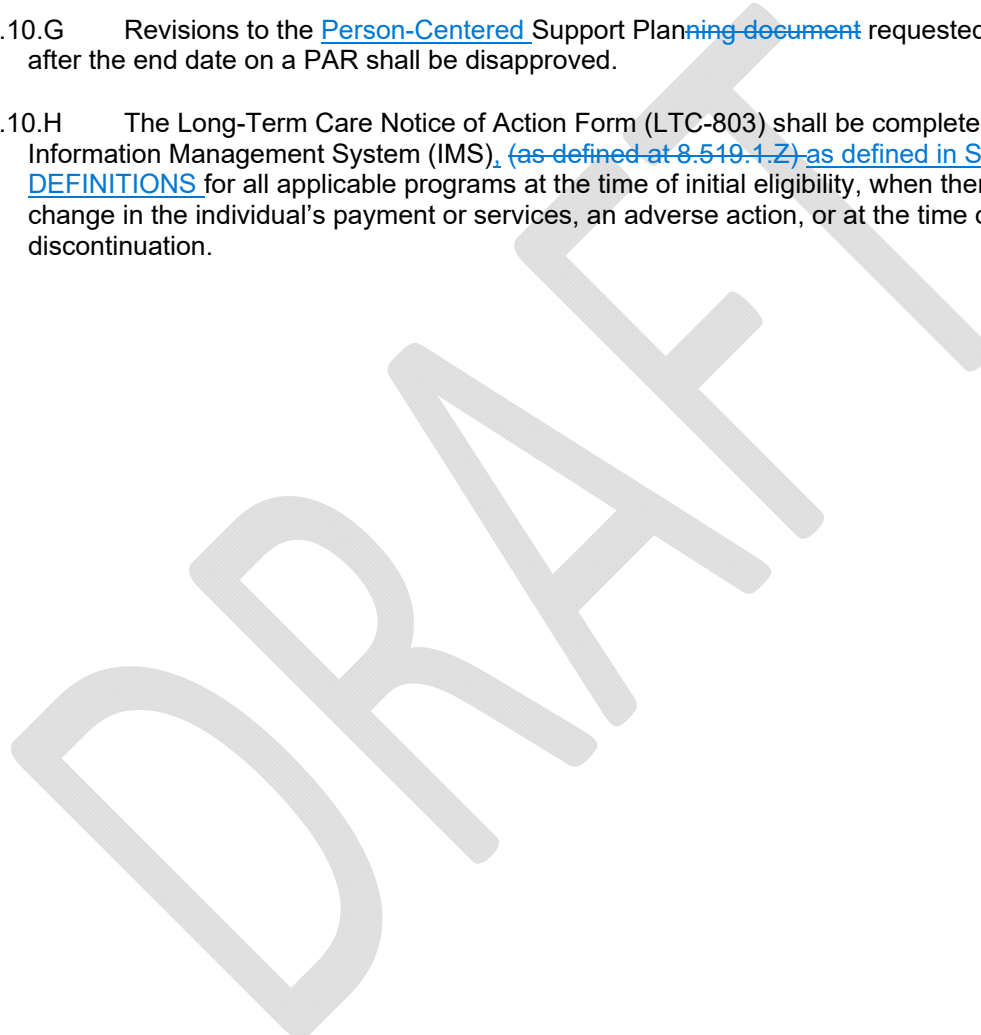 .10.G Revisions to the Person-Centered Support Planning document requested
after the end date on a PAR shall be disapproved.
.10.H The Long-Term Care Notice of Action Form (LTC-803) shall be complete
Information Management System (IMS), (as defined at 8.519.1.Z) as defined in S
DEFINITIONS for all applicable programs at the time of initial eligibility, when ther
change in the individual’s payment or services, an adverse action, or at the time o
discontinuation.
DRAFT